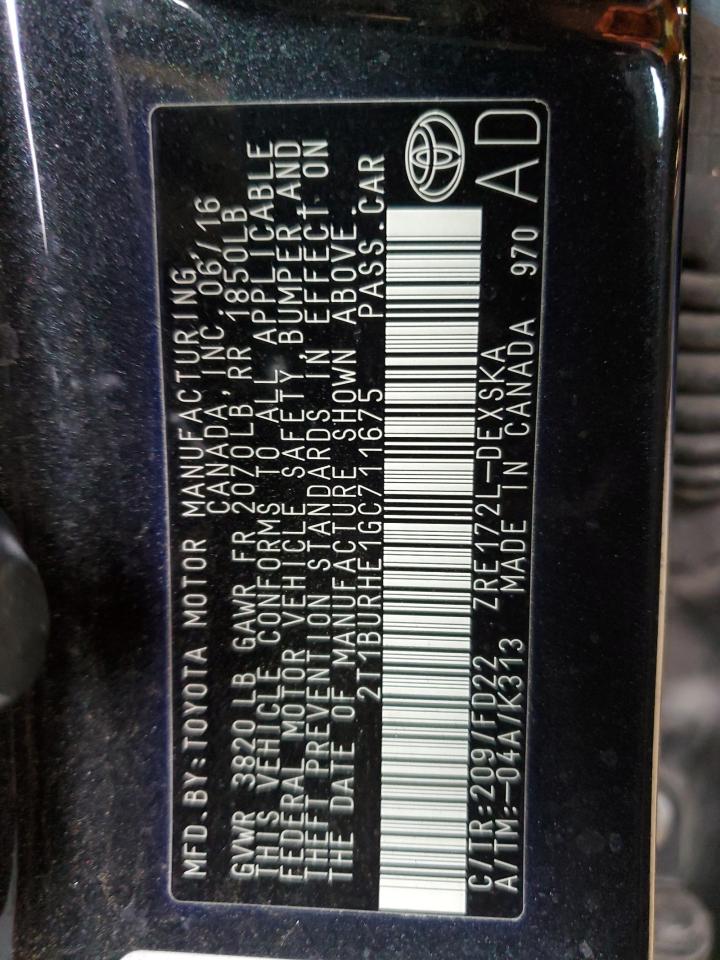 MFD.BY:TOYOTA MOTOR MANUFACTURING,
CANADA, INC.06/16
GVWR 3820 LB GAWR FR 2070LB, RR 1850LB
THIS VEHICLE CONFORMS TO ALL APPLICABLE
FEDERAL MOTOR VEHICLE SAFETY, BUMPER, AND
THEFT PREVENTION STANDARDS IN EFFECT ON
THE DATE OF MANUFACTURE SHOWN ABOVE.
2T1BURHE1GC711675 PASS.CAR
C/TR:209/FD22 ZRE172L-DEXSKA AD
A/TM:-04A/K313 MADE IN CANADA 970